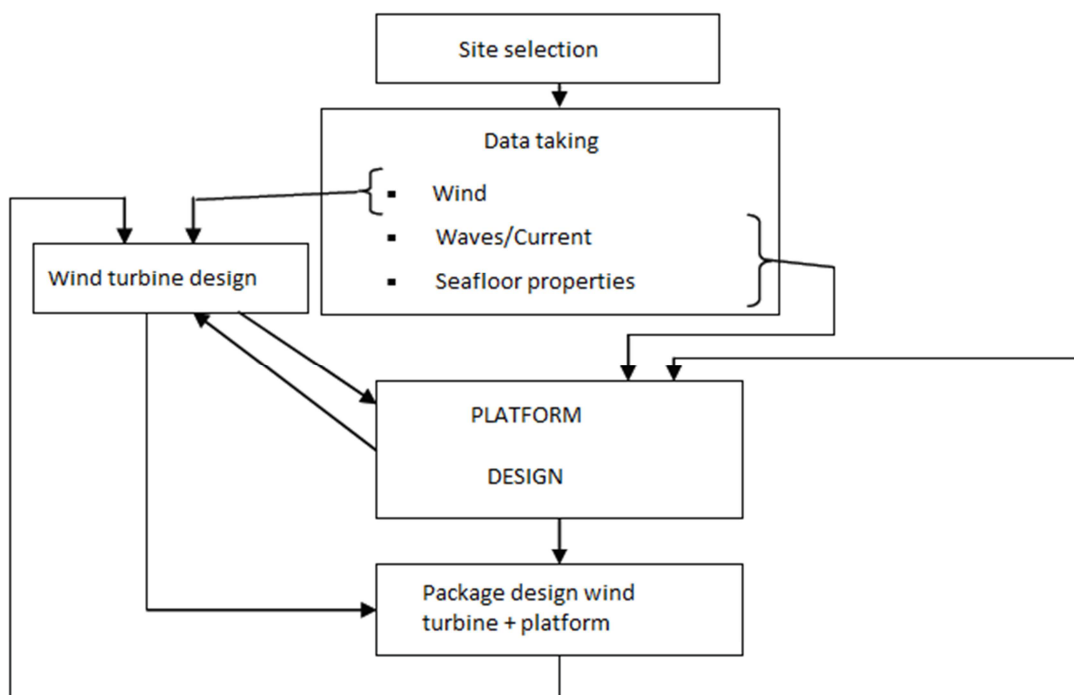 Site selection
Data taking
▪ Wind
▪ Waves/Current
▪ Seafloor properties
Wind turbine design
PLATFORM
DESIGN
Package design wind
turbine + platform